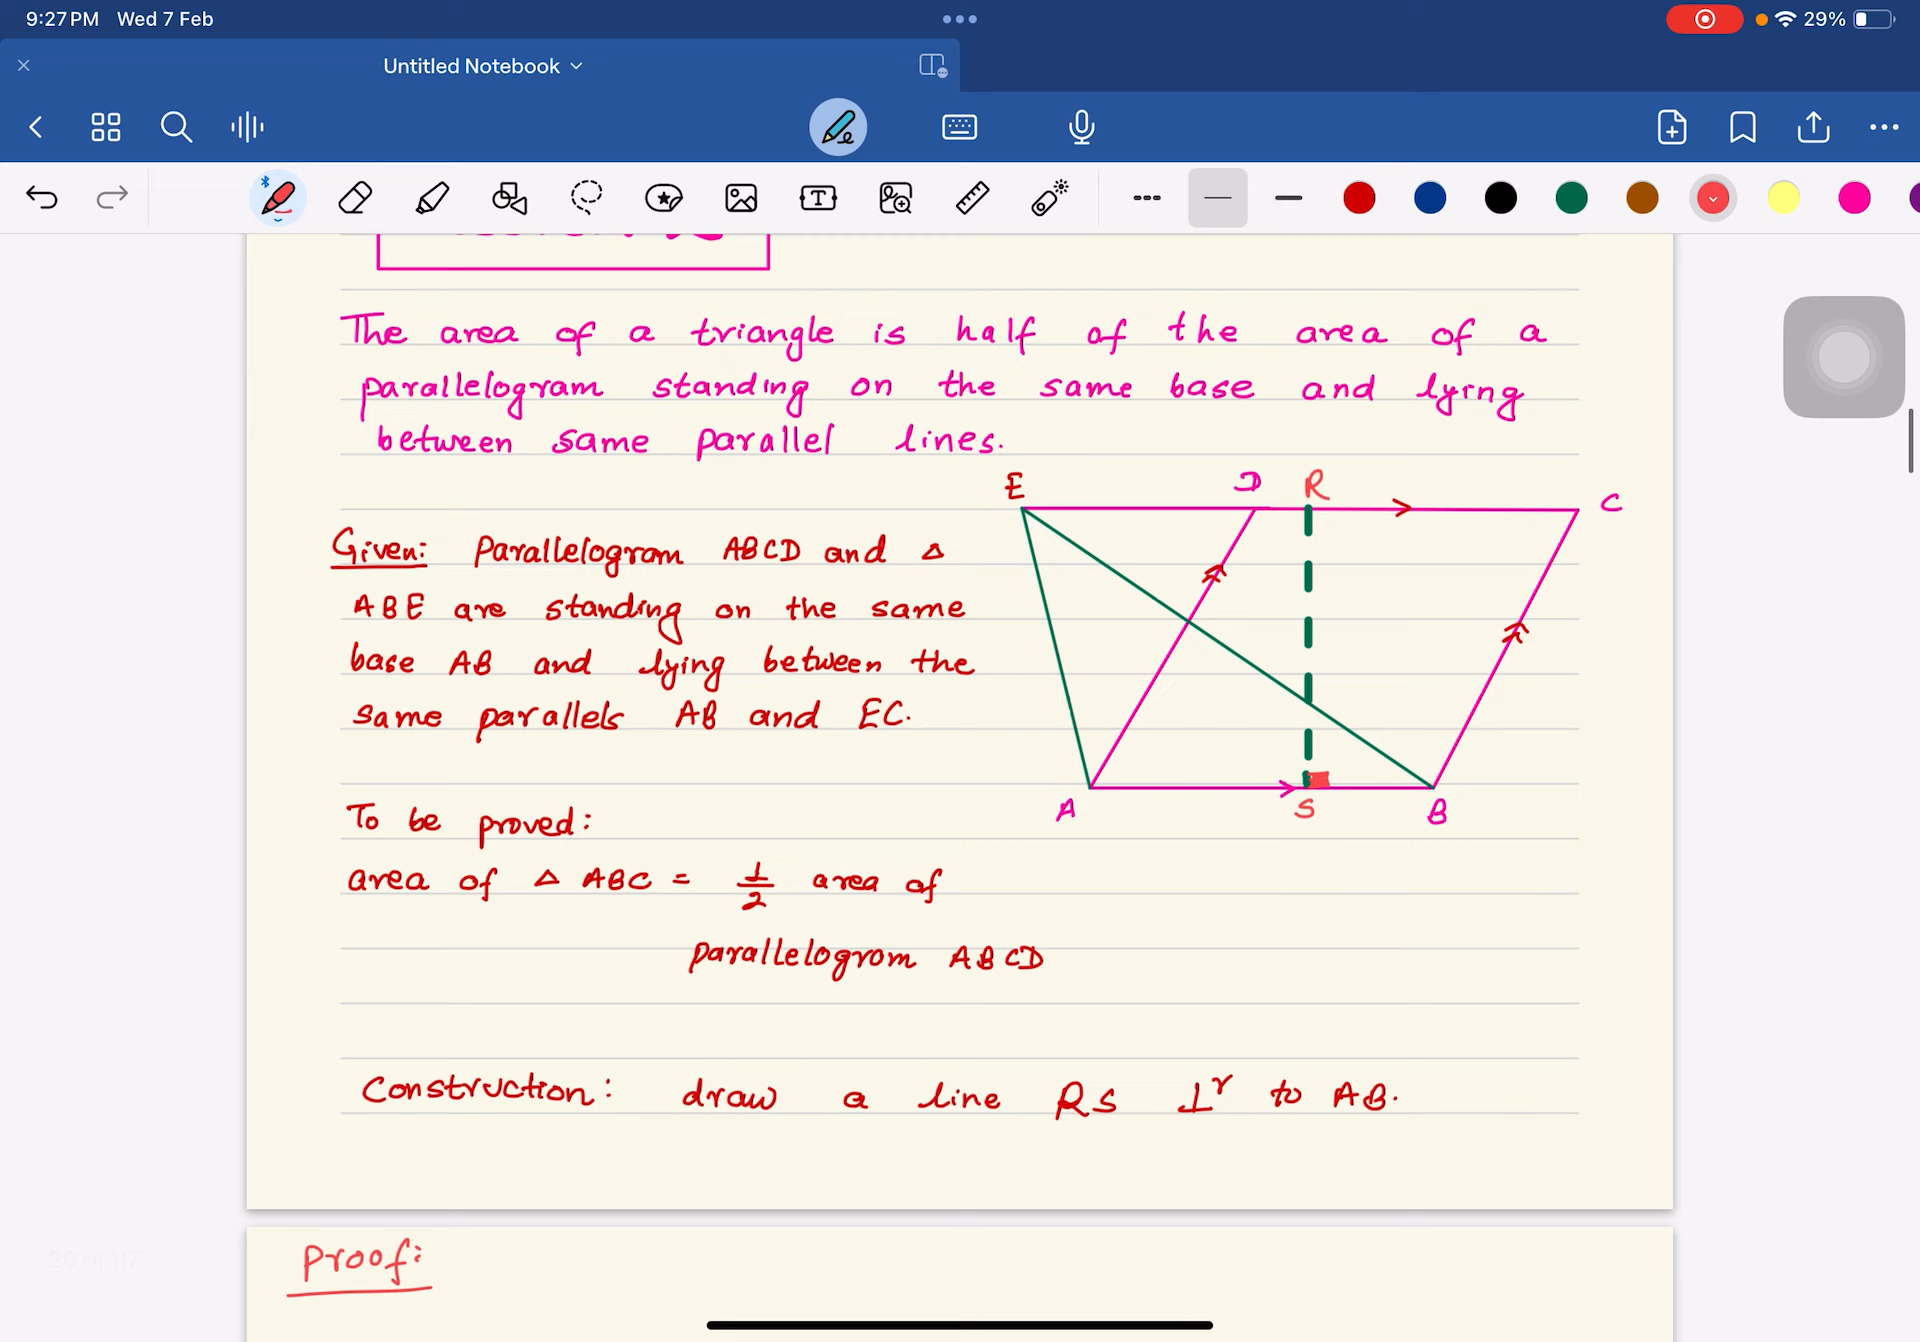 9:27 PM Wed 7 Feb
29%
Untitled Notebook
The area of a triangle is half of the area of a
parallelogram standing on the same base and lying
between same parallel lines.
E D R C
Given: Parallelogram ABCD and △
ABE are standing on the same
base AB and lying between the
same parallels AB and EC.
A S B
To be proved:
area of △ ABC = 1/2 area of
parallelogram ABCD
Construction: draw a line RS ⊥r to AB.
Proof: